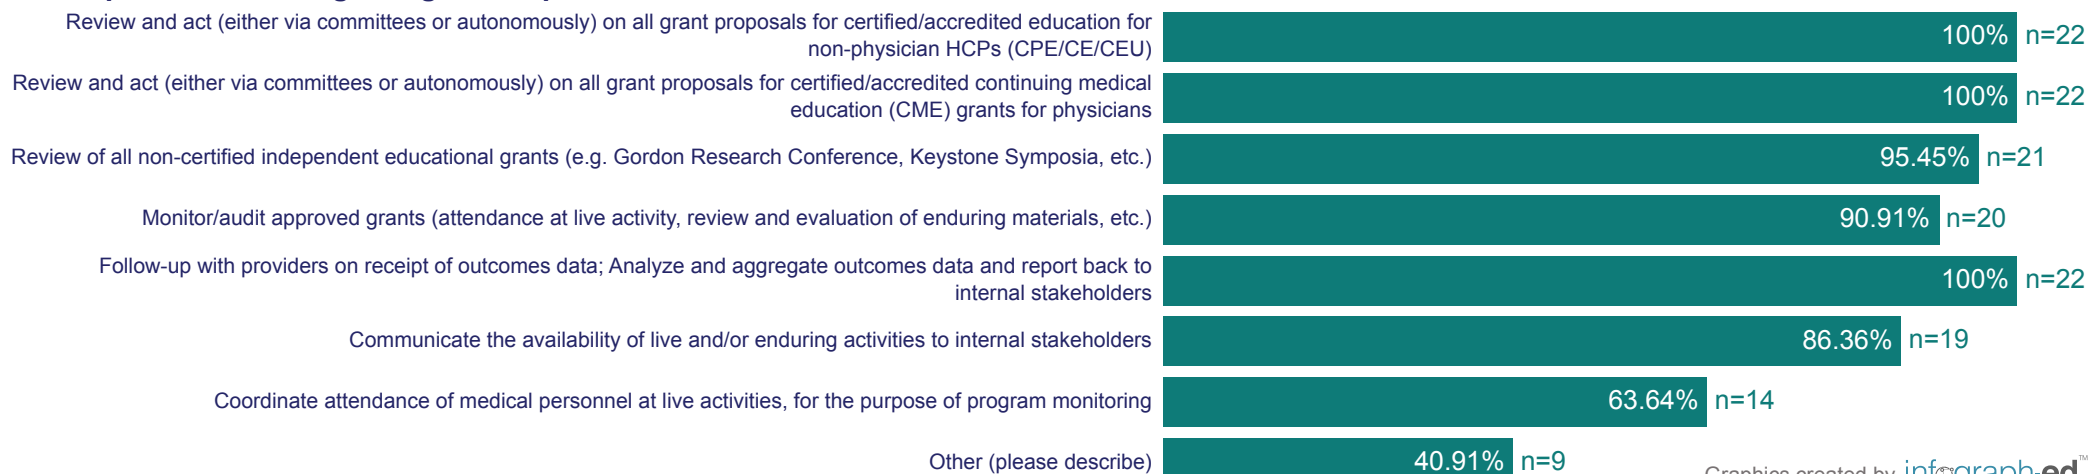 Review and act (either via committees or autonomously) on all grant proposals for certified/accredited education for
non-physician HCPs (CPE/CE/CEU)
100% n=22
Review and act (either via committees or autonomously) on all grant proposals for certified/accredited continuing medical
education (CME) grants for physicians
100% n=22
Review of all non-certified independent educational grants (e.g. Gordon Research Conference, Keystone Symposia, etc.)
95.45% n=21
Monitor/audit approved grants (attendance at live activity, review and evaluation of enduring materials, etc.)
90.91% n=20
Follow-up with providers on receipt of outcomes data; Analyze and aggregate outcomes data and report back to
internal stakeholders
100% n=22
Communicate the availability of live and/or enduring activities to internal stakeholders
86.36% n=19
Coordinate attendance of medical personnel at live activities, for the purpose of program monitoring
63.64% n=14
Other (please describe)
40.91% n=9
Graphics created by infograph-ed™